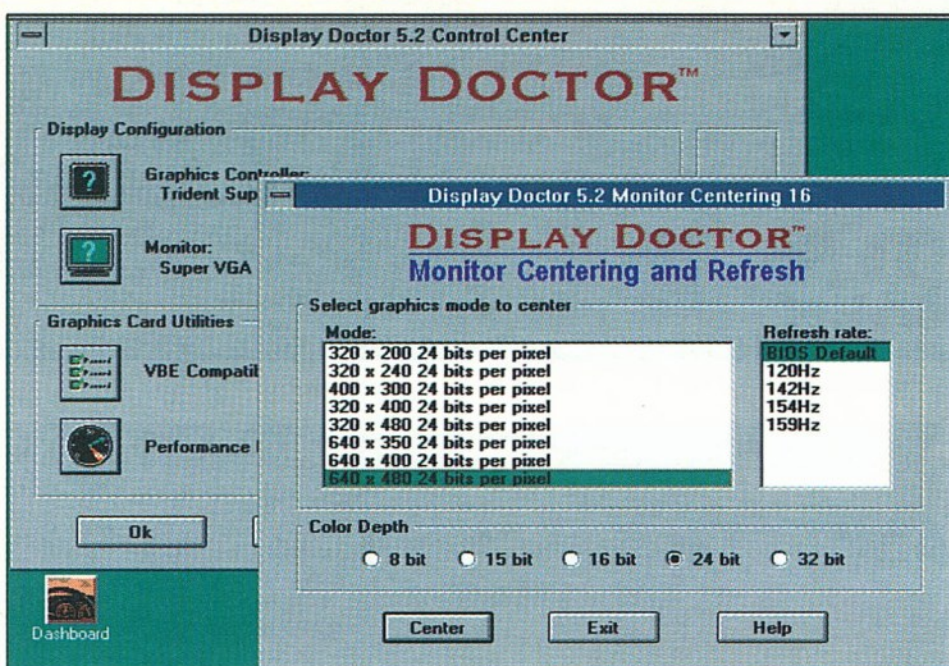 Display Doctor 5.2 Control Center
DISPLAY DOCTOR™
Display Configuration
Graphics Controller:
Trident Sup
Monitor:
Super VGA
Graphics Card Utilities
VBE Compatib
Performance
Ok
Dashboard
Display Doctor 5.2 Monitor Centering 16
DISPLAY DOCTOR™
Monitor Centering and Refresh
Select graphics mode to center
Mode:
320 x 200 24 bits per pixel
320 x 240 24 bits per pixel
400 x 300 24 bits per pixel
320 x 400 24 bits per pixel
320 x 480 24 bits per pixel
640 x 350 24 bits per pixel
640 x 400 24 bits per pixel
640 x 480 24 bits per pixel
Refresh rate:
BIOS Default
120Hz
142Hz
154Hz
159Hz
Color Depth
8 bit 15 bit 16 bit 24 bit 32 bit
Center Exit Help